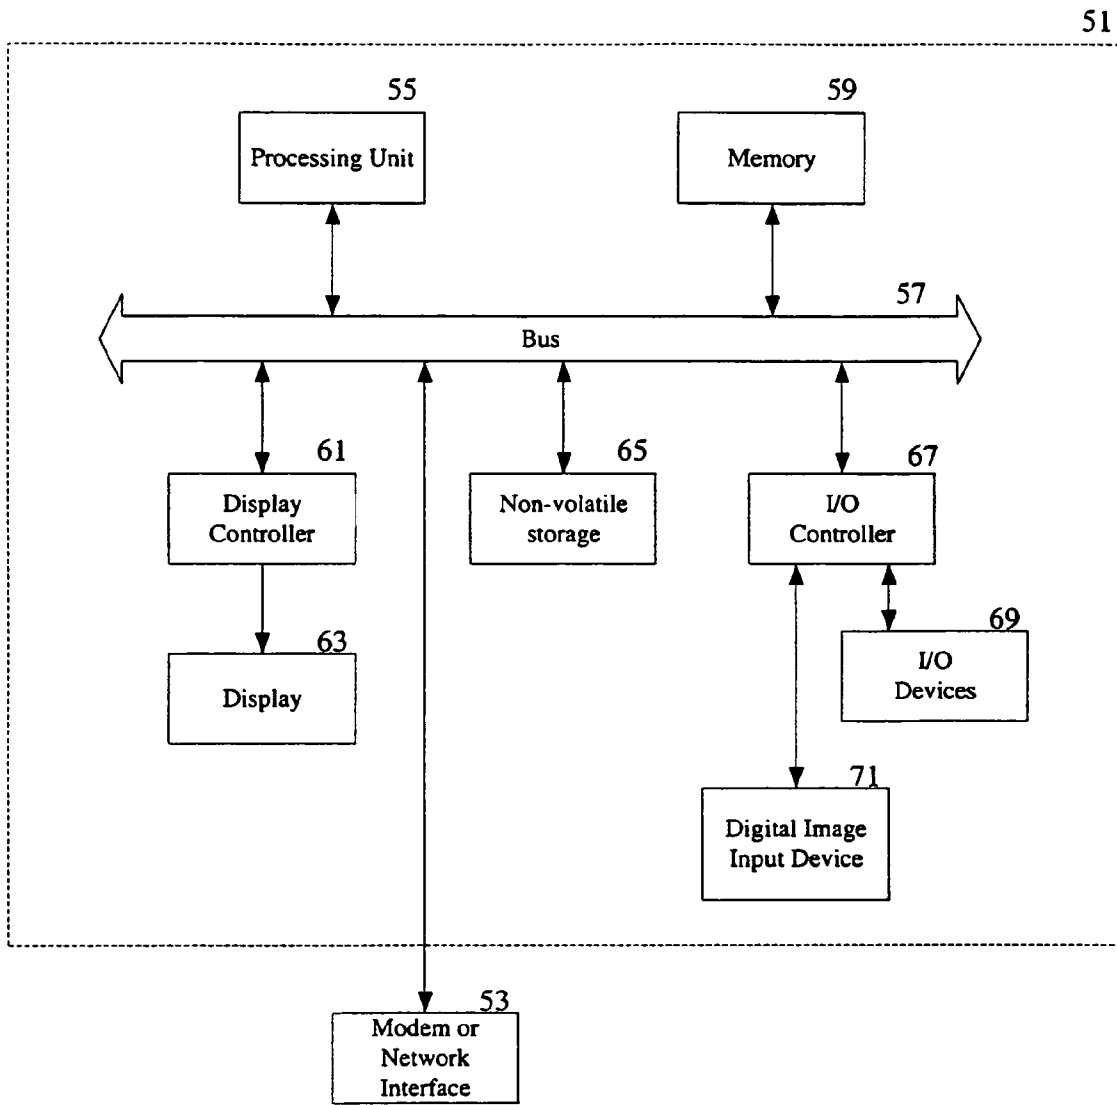 51
55
59
Processing Unit
Memory
57
Bus
61
65
67
Display
Controller
Non-volatile
storage
I/O
Controller
63
69
Display
I/O
Devices
71
Digital Image
Input Device
53
Modem or
Network
Interface